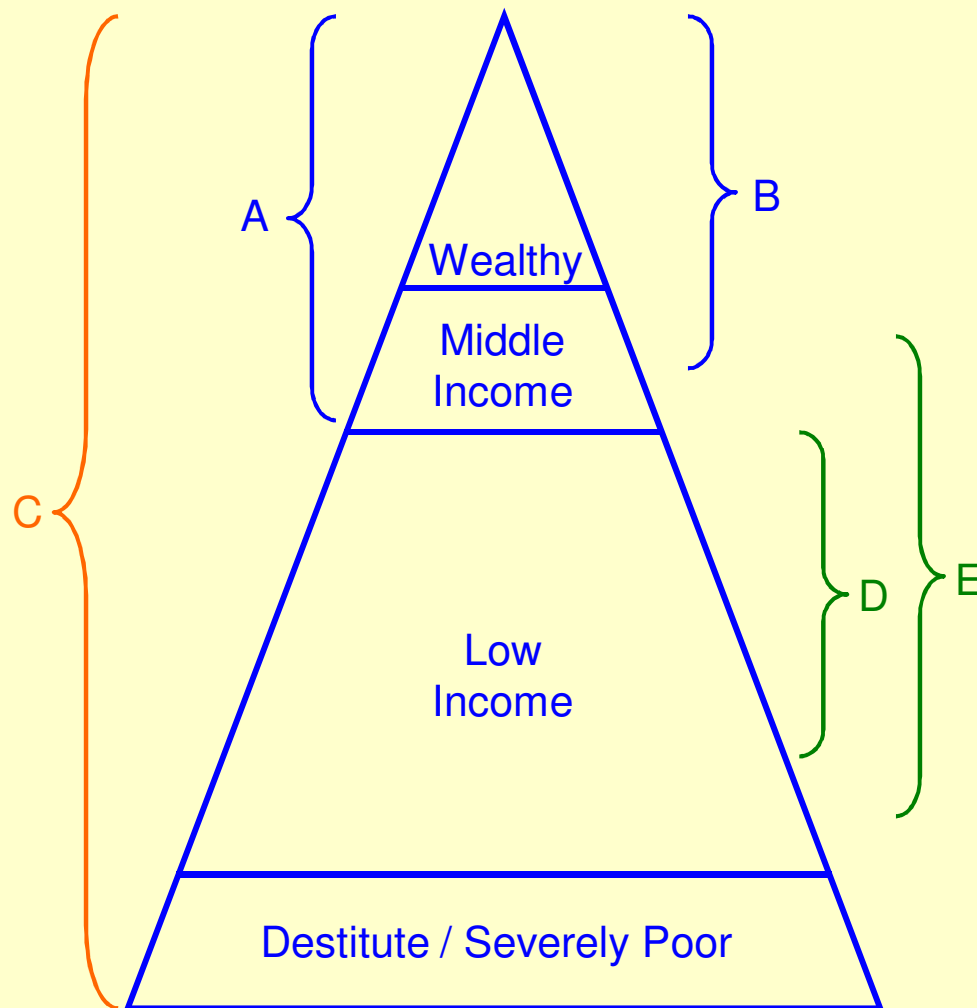 A
B
Wealthy
Middle
Income
C
D
E
Low
Income
Destitute / Severely Poor